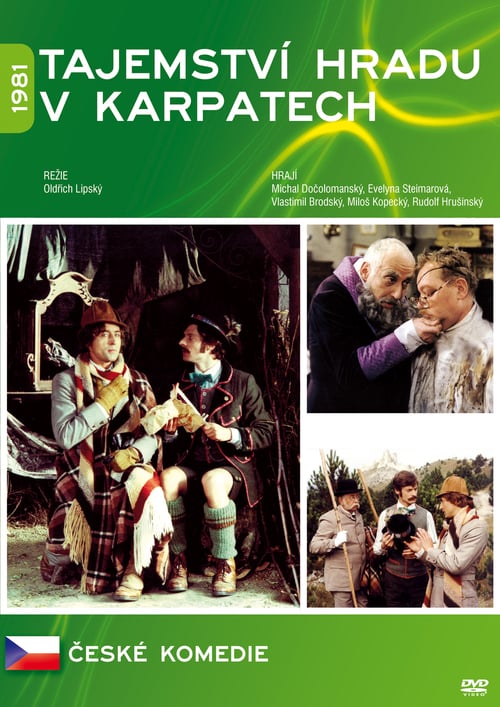 1981
TAJEMSTVÍ HRADU
V KARPATECH
REŽIE
Oldřich Lipský
HRAJÍ
Michal Dočolomanský, Evelyna Steimarová,
Vlastimil Brodský, Miloš Kopecký, Rudolf Hrušínský
ČESKÉ KOMEDIE
DVD
VIDEO